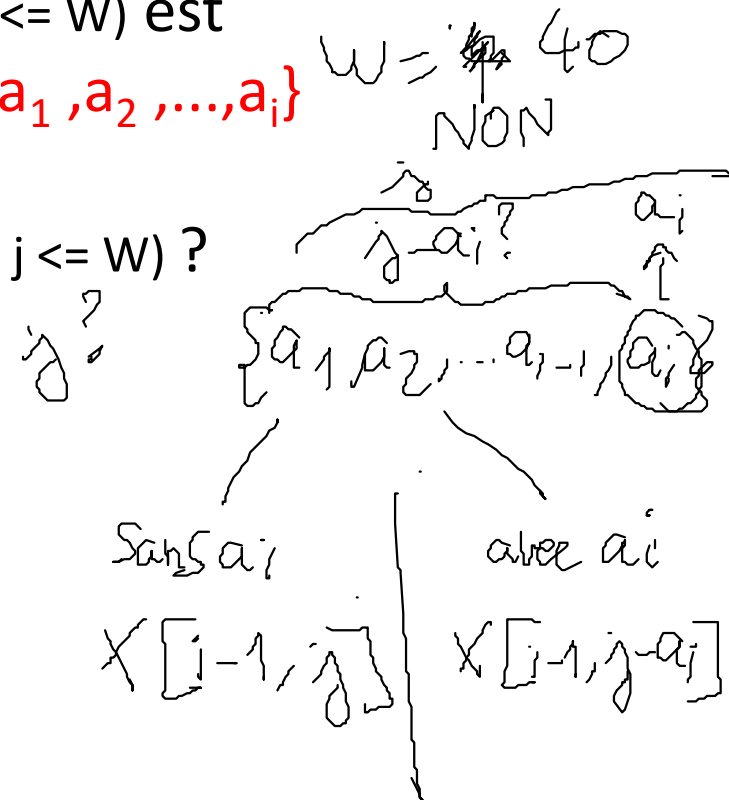 <= W) est
W = 40
a1 ,a2 ,...,ai}
NON
j
ai
j-ai?
j <= W) ?
j?
{a1, a2, ... ai-1, ai}
Sans ai
avec ai
X[i-1, j]
X[i-1, j-ai]